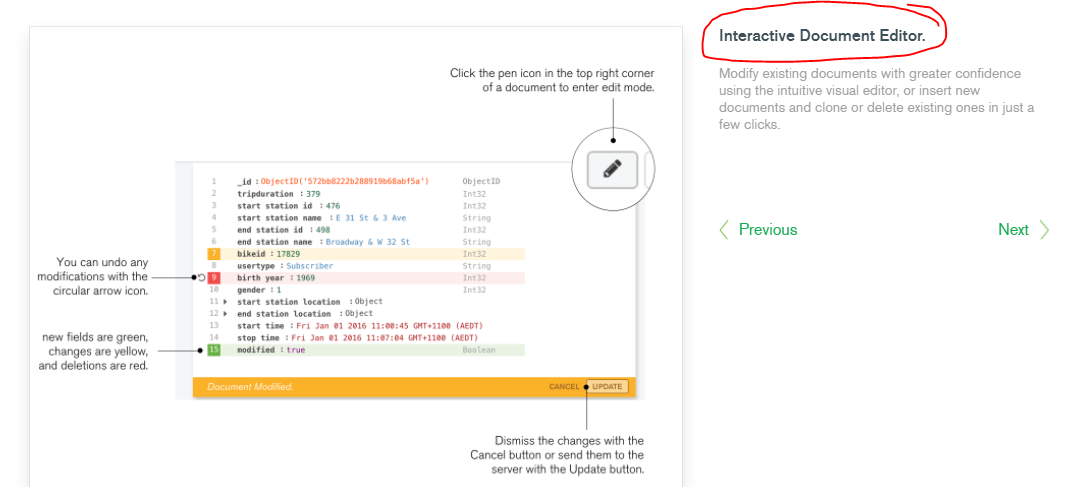 Click the pen icon in the top right corner
of a document to enter edit mode.
1 _id : ObjectID('572bb8222b288919b68abf5a') ObjectID
2 tripduration : 379 Int32
3 start station id : 476 Int32
4 start station name : E 31 St & 3 Ave String
5 end station id : 498 Int32
6 end station name : Broadway & W 32 St String
7 bikeid : 17829 Int32
8 usertype : Subscriber String
9 birth year : 1969 Int32
10 gender : 1 Int32
11 start station location : Object
12 end station location : Object
13 start time : Fri Jan 01 2016 11:00:45 GMT+1100 (AEDT)
14 stop time : Fri Jan 01 2016 11:07:04 GMT+1100 (AEDT)
15 modified : true Boolean
Document Modified. CANCEL UPDATE
You can undo any
modifications with the
circular arrow icon.
new fields are green,
changes are yellow,
and deletions are red.
Dismiss the changes with the
Cancel button or send them to the
server with the Update button.
Interactive Document Editor.
Modify existing documents with greater confidence
using the intuitive visual editor, or insert new
documents and clone or delete existing ones in just a
few clicks.
Previous Next